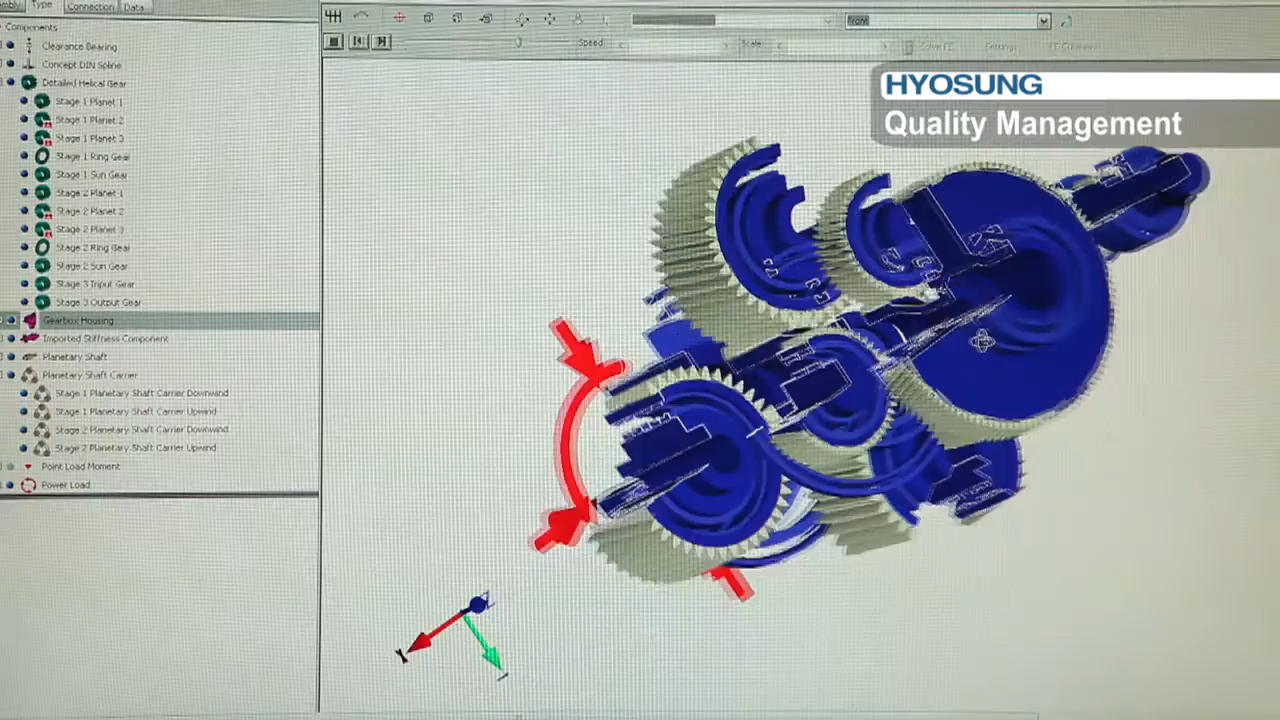 Type
Connection
Data
Components
Clearance Bearing
Concept DIN Spline
Detailed Helical Gear
Stage 1 Planet 1
Stage 1 Planet 2
Stage 1 Planet 3
Stage 1 Ring Gear
Stage 1 Sun Gear
Stage 2 Planet 1
Stage 2 Planet 2
Stage 2 Planet 3
Stage 2 Ring Gear
Stage 2 Sun Gear
Stage 3 Input Gear
Stage 3 Output Gear
Gearbox Housing
Imported Stiffness Component
Planetary Shaft
Planetary Shaft Carrier
Stage 1 Planetary Shaft Carrier Downwind
Stage 1 Planetary Shaft Carrier Upwind
Stage 2 Planetary Shaft Carrier Downwind
Stage 2 Planetary Shaft Carrier Upwind
Point Load Moment
Power Load
Front
Speed
Scale
HYOSUNG
Quality Management
X
Z